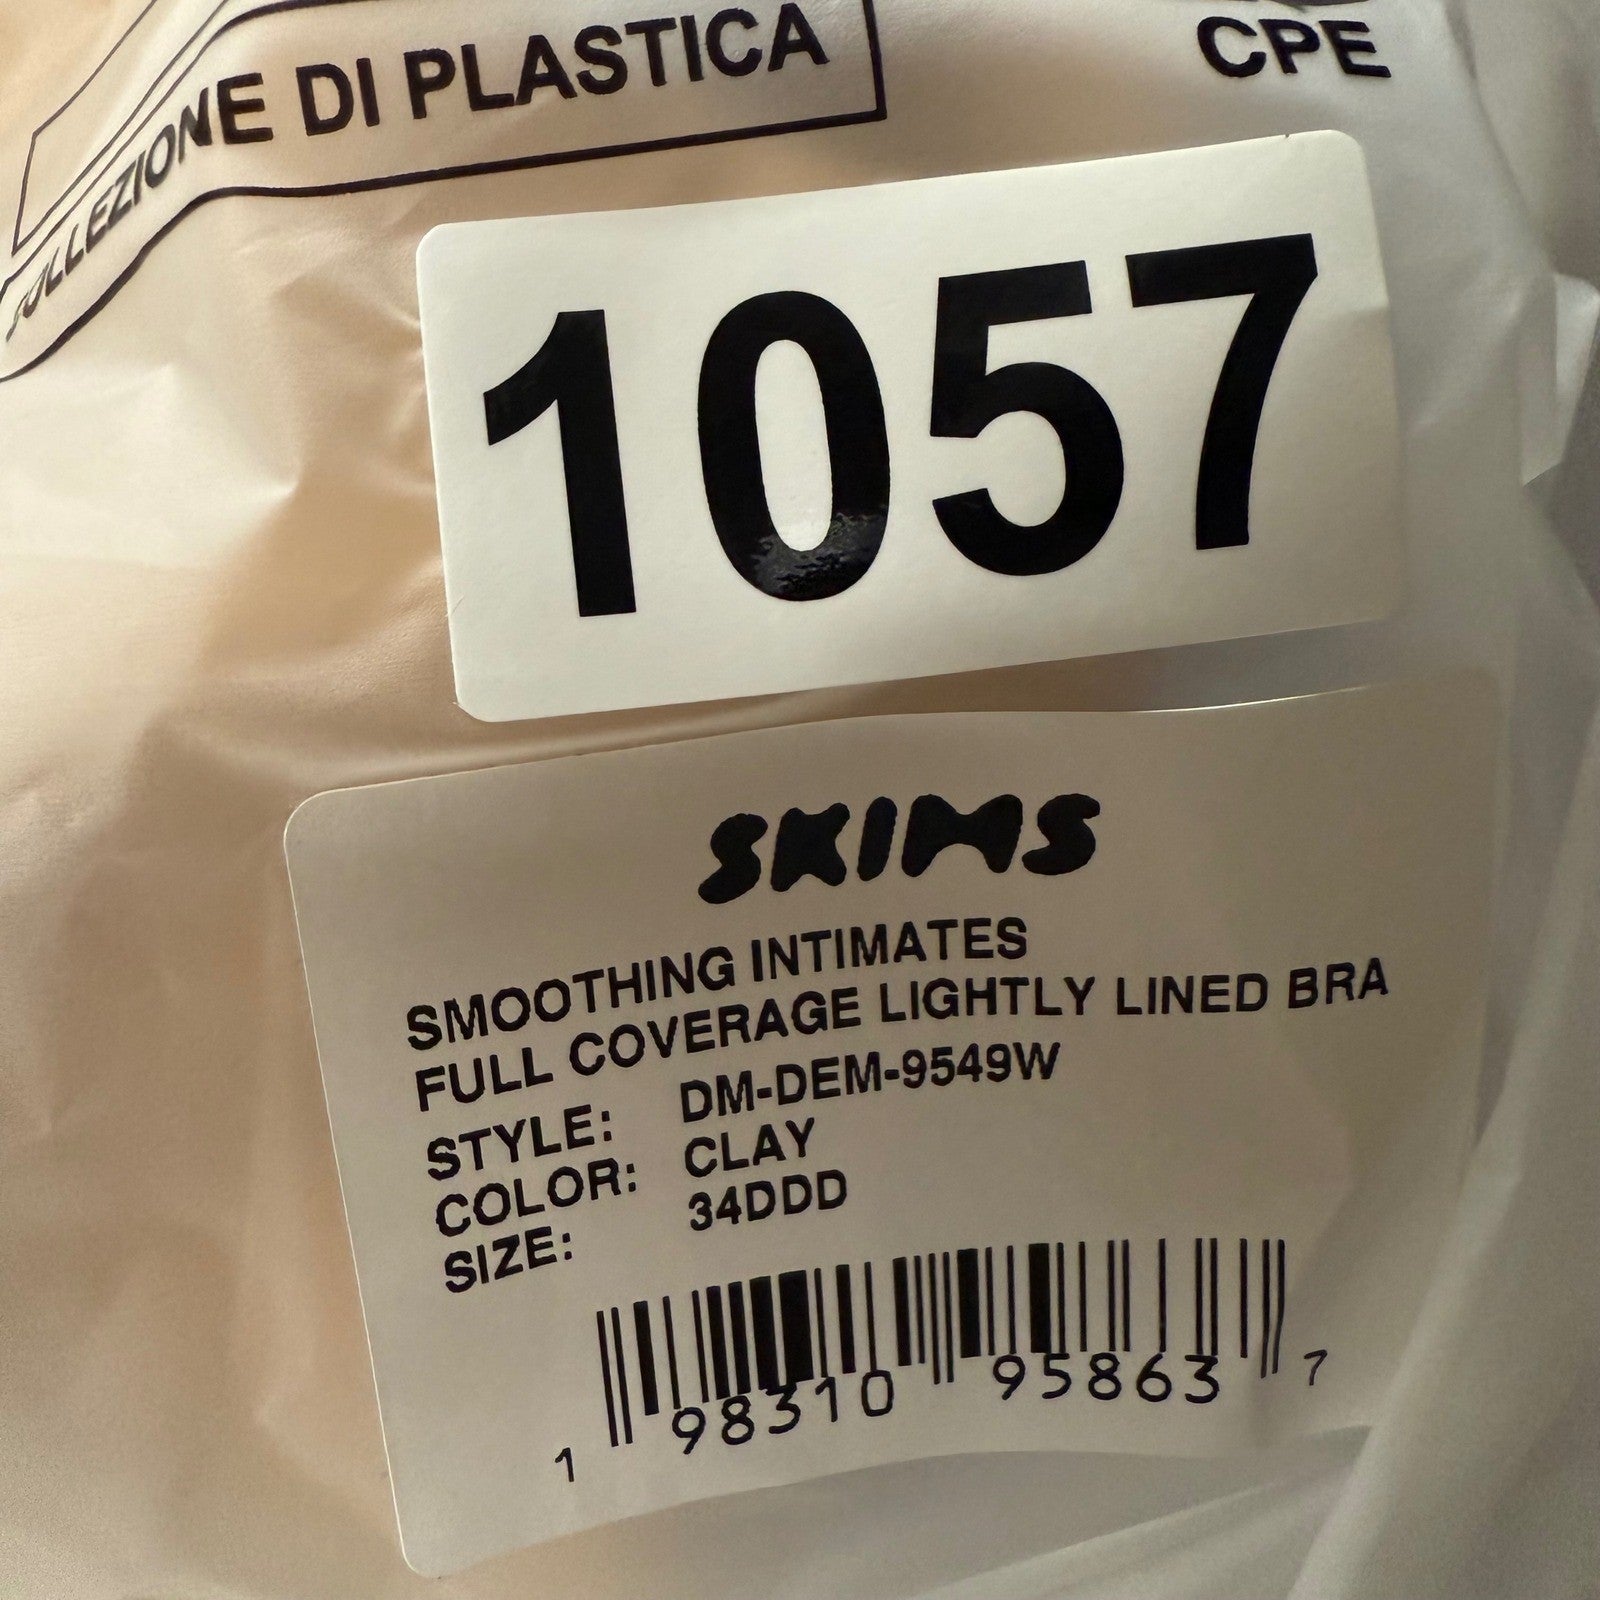 SOLLEZIONE DI PLASTICA
CPE
1057
SKIMS
SMOOTHING INTIMATES
FULL COVERAGE LIGHTLY LINED BRA
STYLE: DM-DEM-9549W
COLOR: CLAY
SIZE: 34DDD
1 98310 95863 7